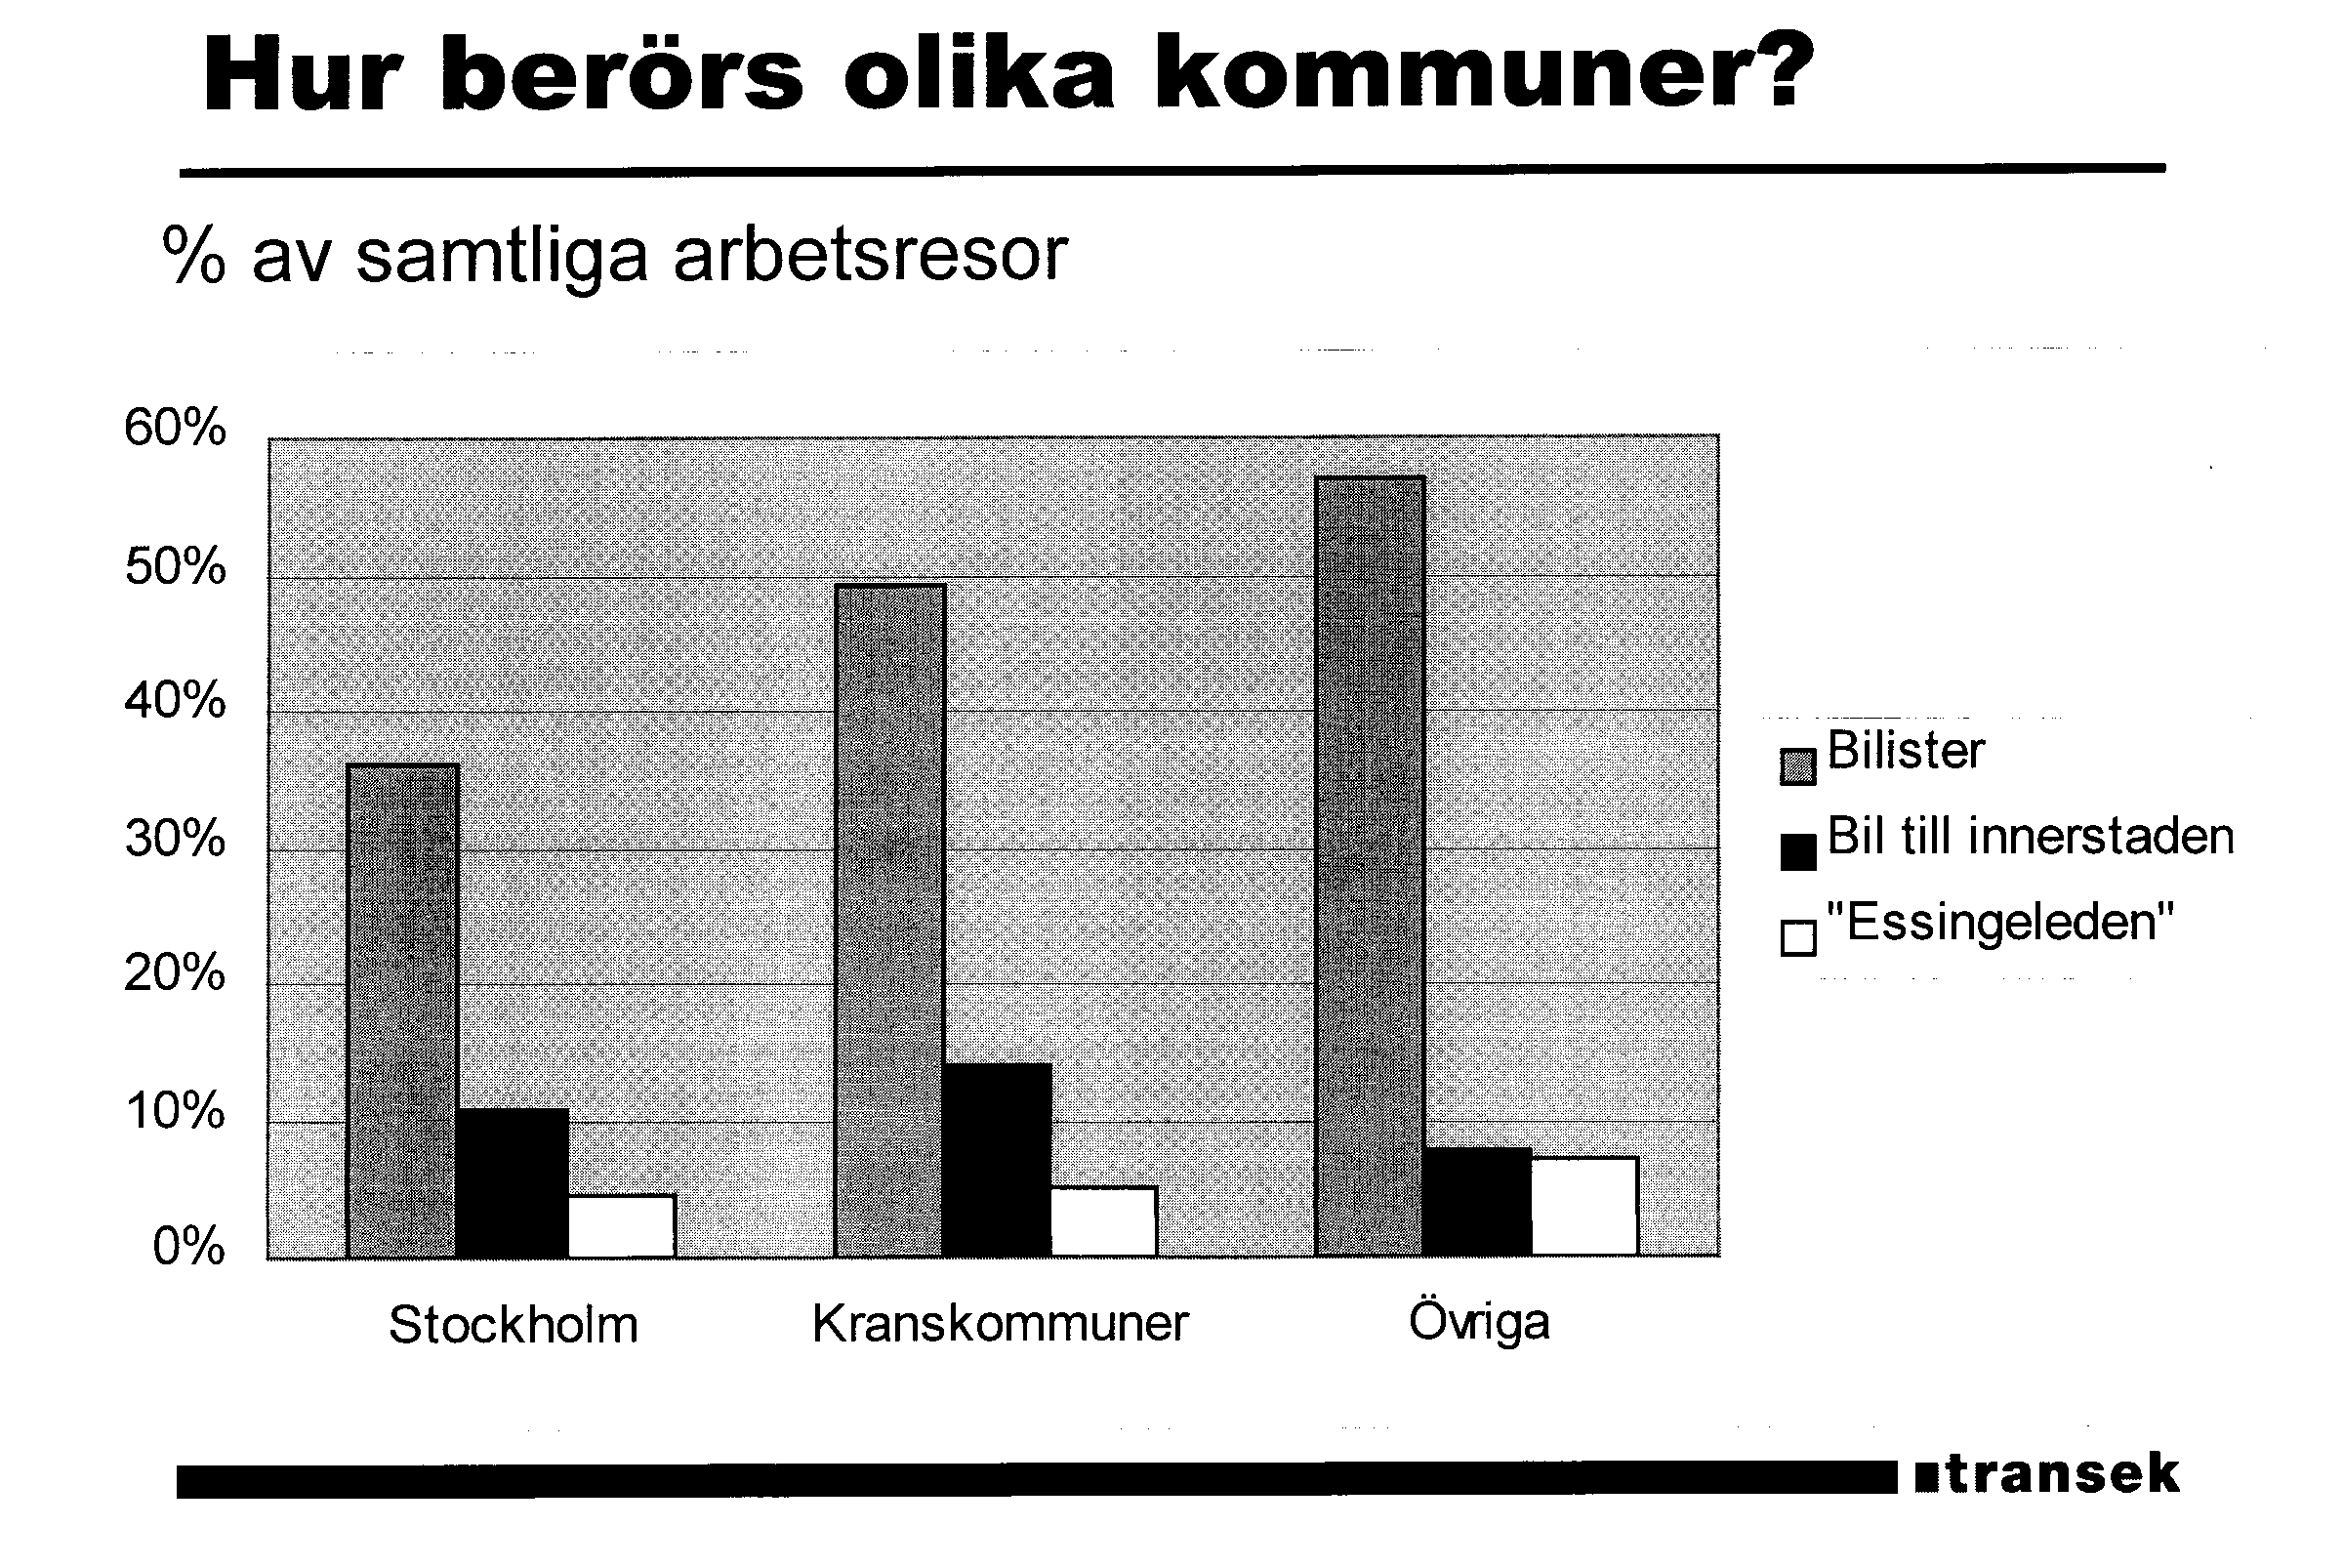 Hur berörs olika kommuner?
% av samtliga arbetsresor
60%
50%
40%
30%
20%
10%
0%
Stockholm
Kranskommuner
Övriga
Bilister
Bil till innerstaden
"Essingeleden"
transek